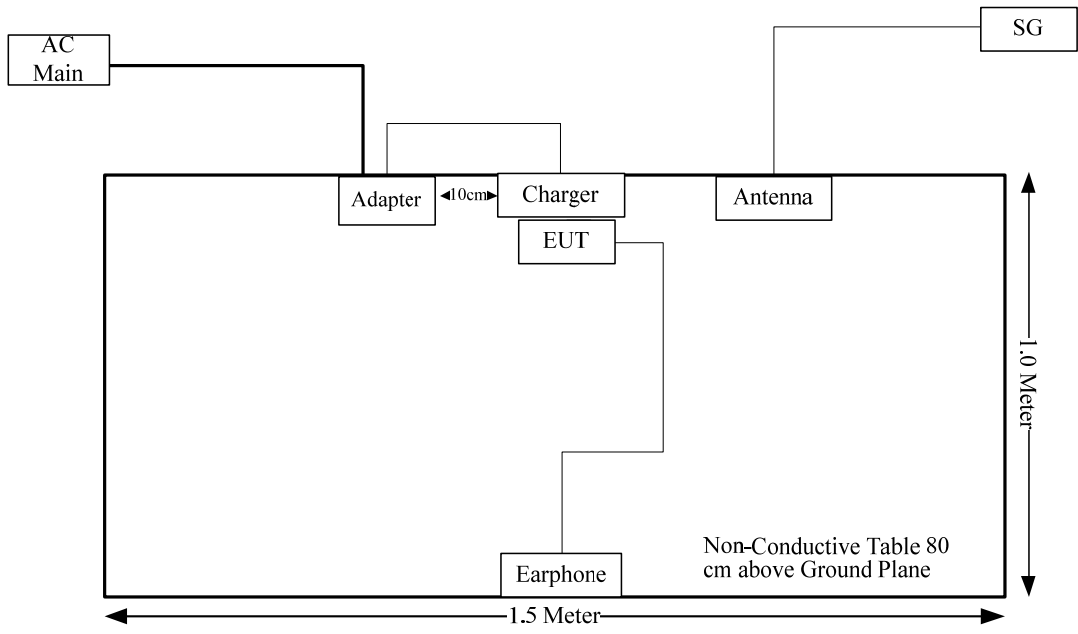 SG
AC
Main
Adapter
10cm
Charger
Antenna
EUT
1.0 Meter
Non-Conductive Table 80
cm above Ground Plane
Earphone
1.5 Meter